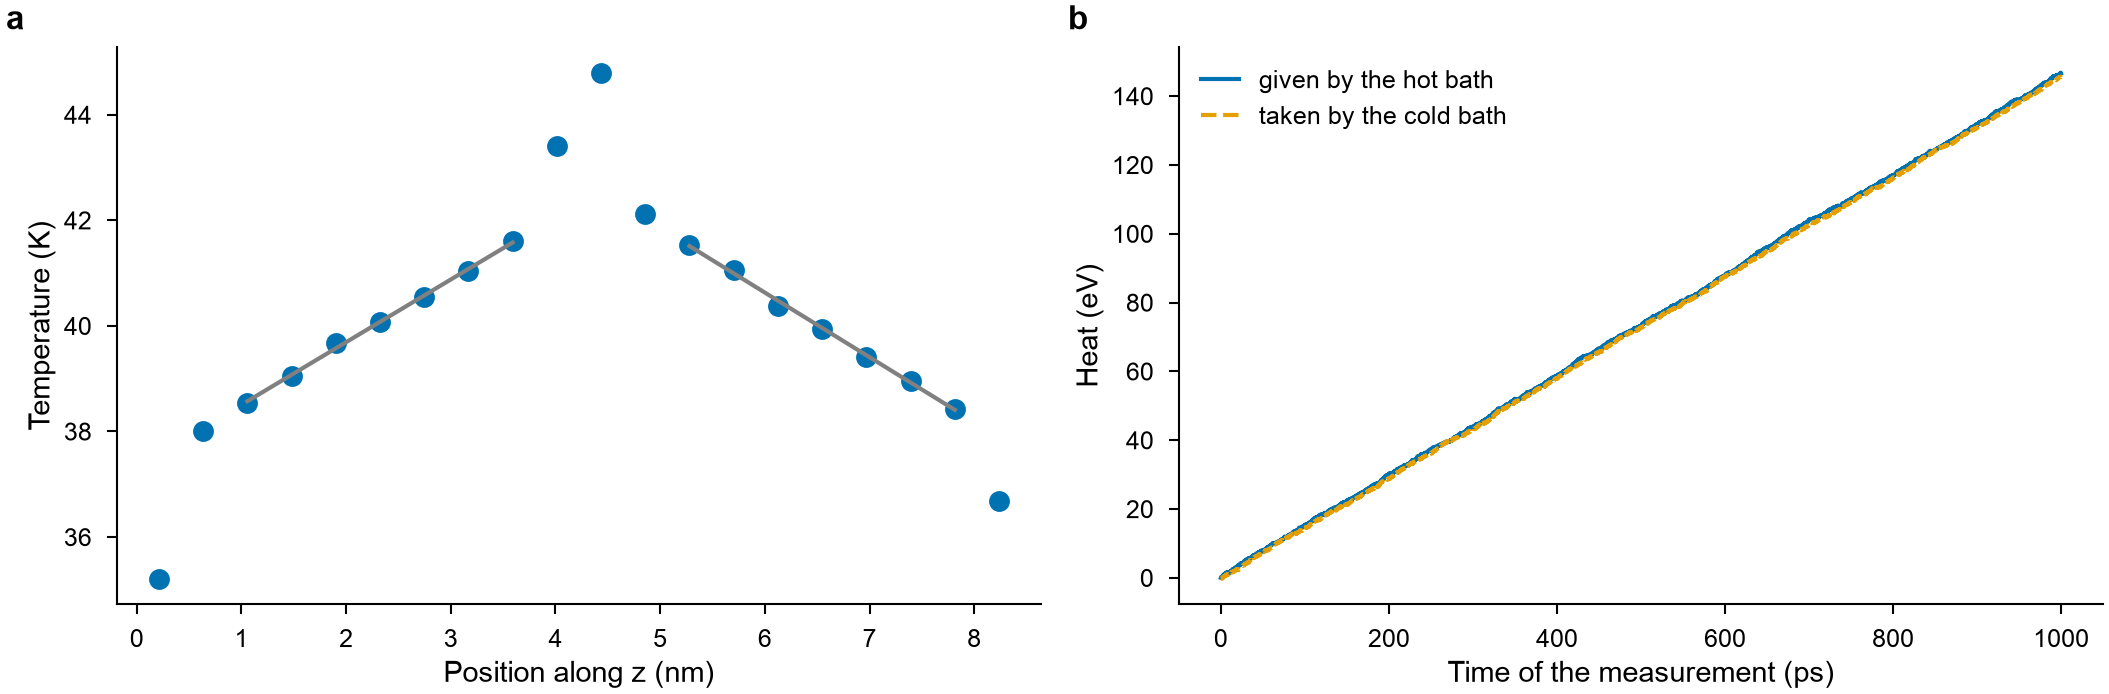 a
44
42
40
38
36
Temperature (K)
0 1 2 3 4 5 6 7 8
Position along z (nm)
b
given by the hot bath
taken by the cold bath
140
120
100
80
60
40
20
0
Heat (eV)
0 200 400 600 800 1000
Time of the measurement (ps)